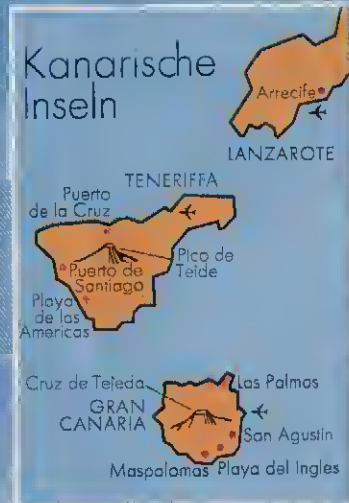 Kanarische
Inseln
Arrecife
LANZAROTE
TENERIFFA
Puerto
de la Cruz
Pico de
Teide
Puerto de
Santiago
Playa
de las
Americas
Cruz de Tejeda
Las Palmas
GRAN
CANARIA
San Agustin
Maspalomas Playa del Ingles